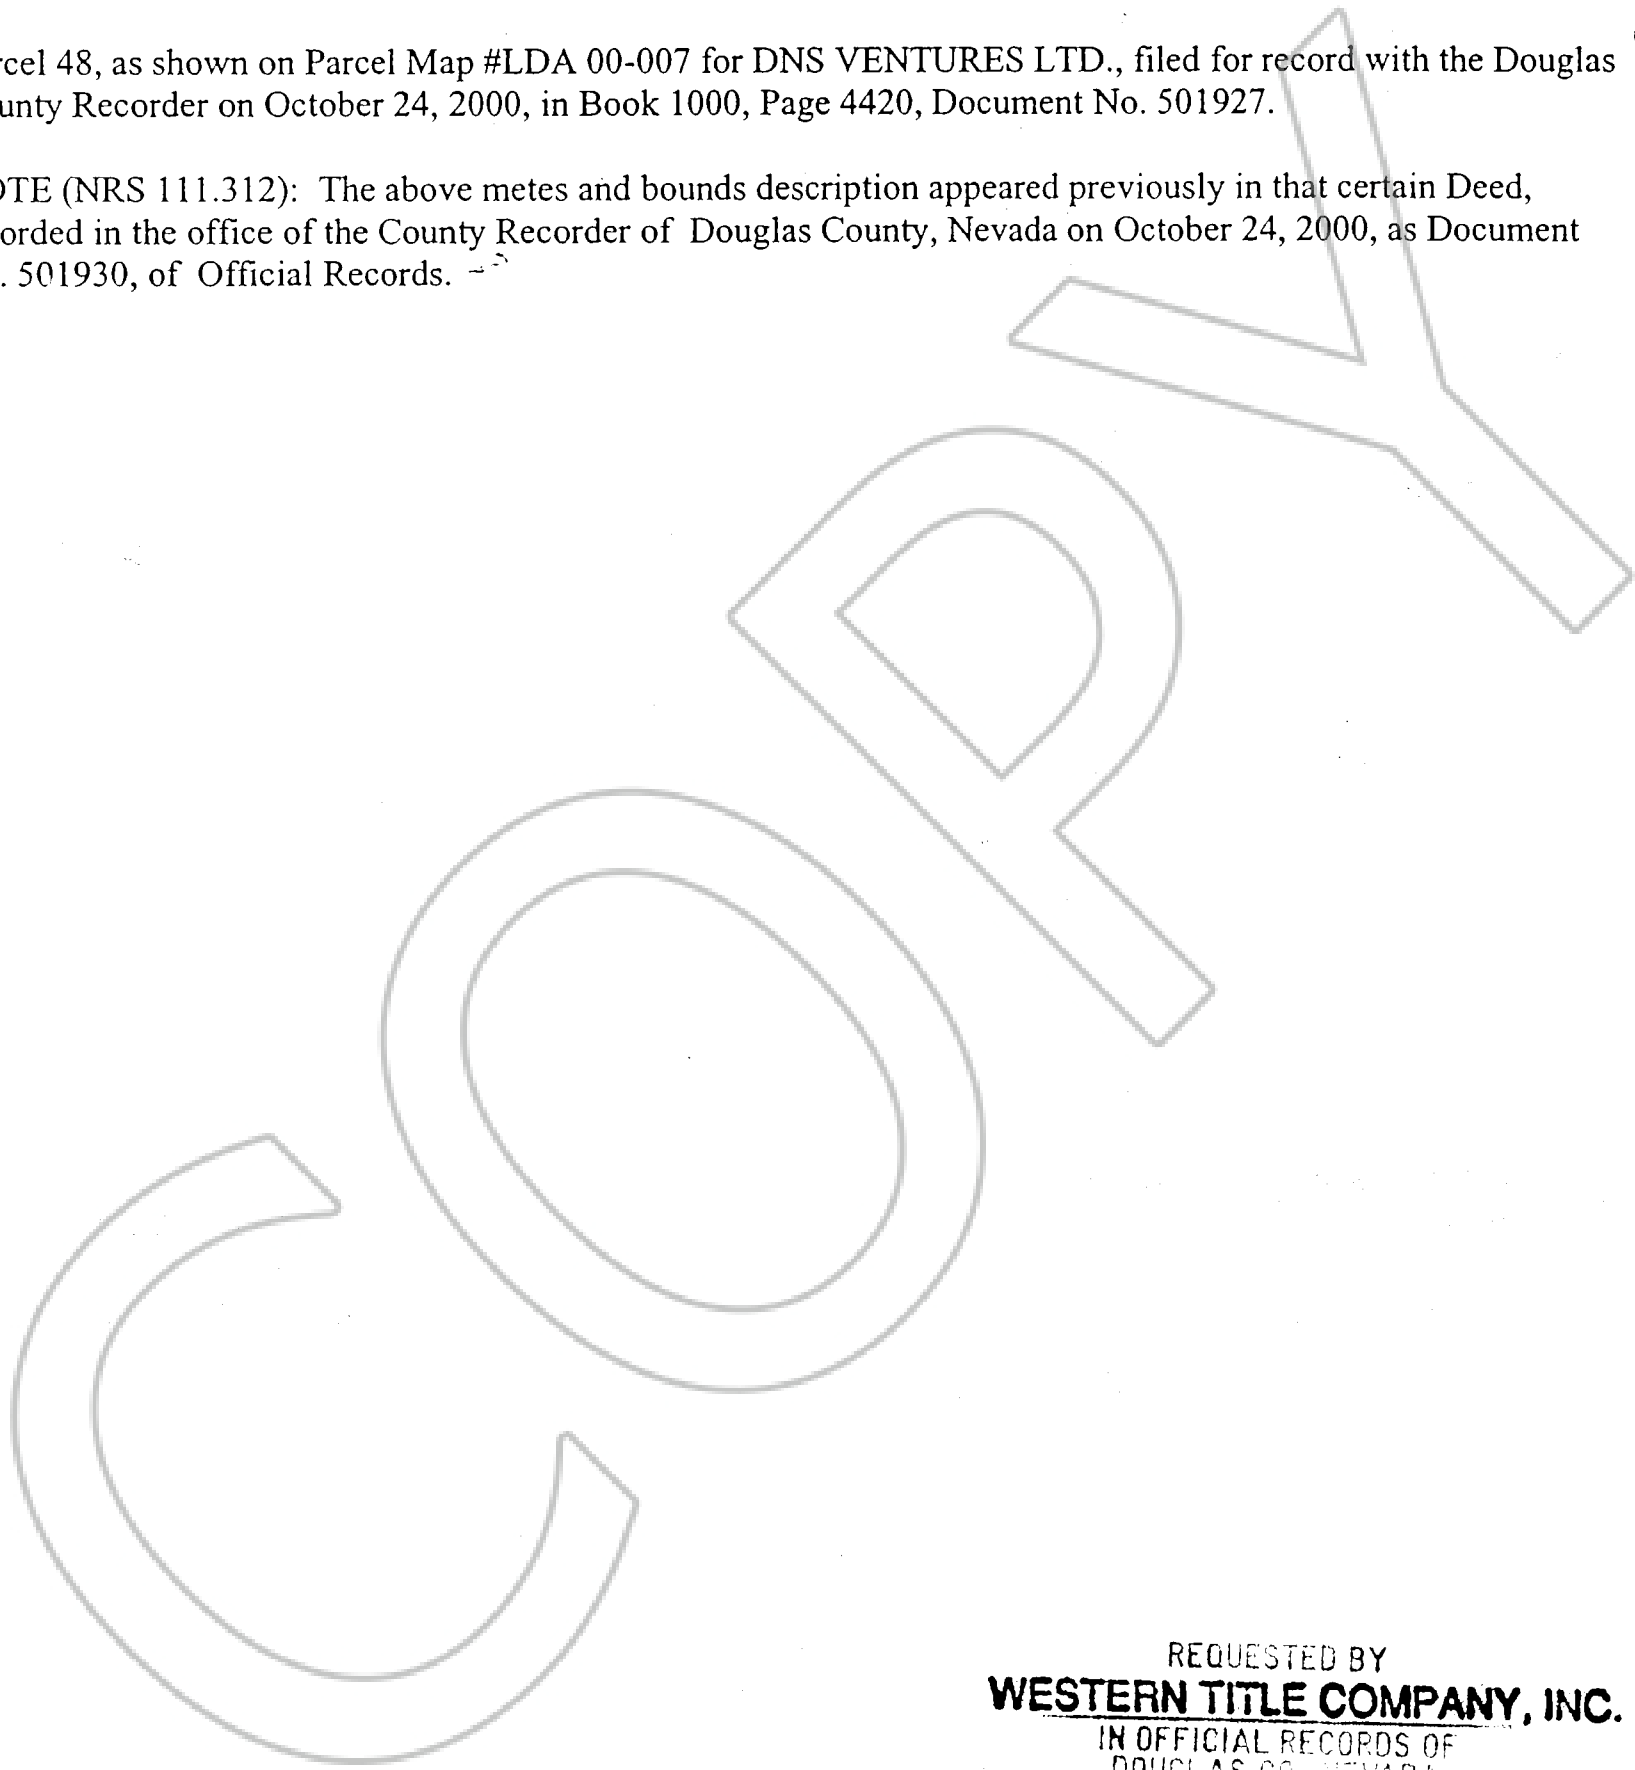 rcel 48, as shown on Parcel Map #LDA 00-007 for DNS VENTURES LTD., filed for record with the Douglas
unty Recorder on October 24, 2000, in Book 1000, Page 4420, Document No. 501927.
OTE (NRS 111.312): The above metes and bounds description appeared previously in that certain Deed,
orded in the office of the County Recorder of Douglas County, Nevada on October 24, 2000, as Document
. 501930, of Official Records.
COPY
REQUESTED BY
WESTERN TITLE COMPANY, INC.
IN OFFICIAL RECORDS OF
DOUGLAS CO., NEVADA